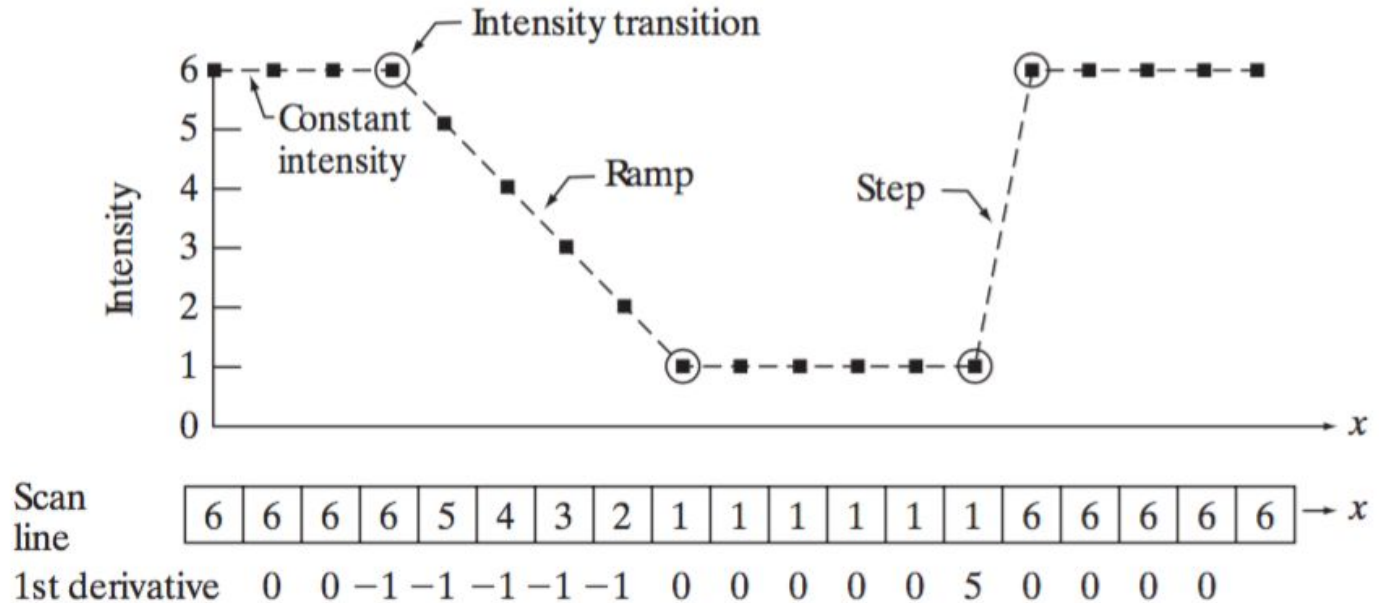 Intensity transition
6
Constant
intensity
5
4
Ramp
Step
3
2
1
0
x
Intensity
Scan
line
6 6 6 6 5 4 3 2 1 1 1 1 1 1 6 6 6 6 6 x
1st derivative 0 0 −1 −1 −1 −1 −1 0 0 0 0 0 5 0 0 0 0